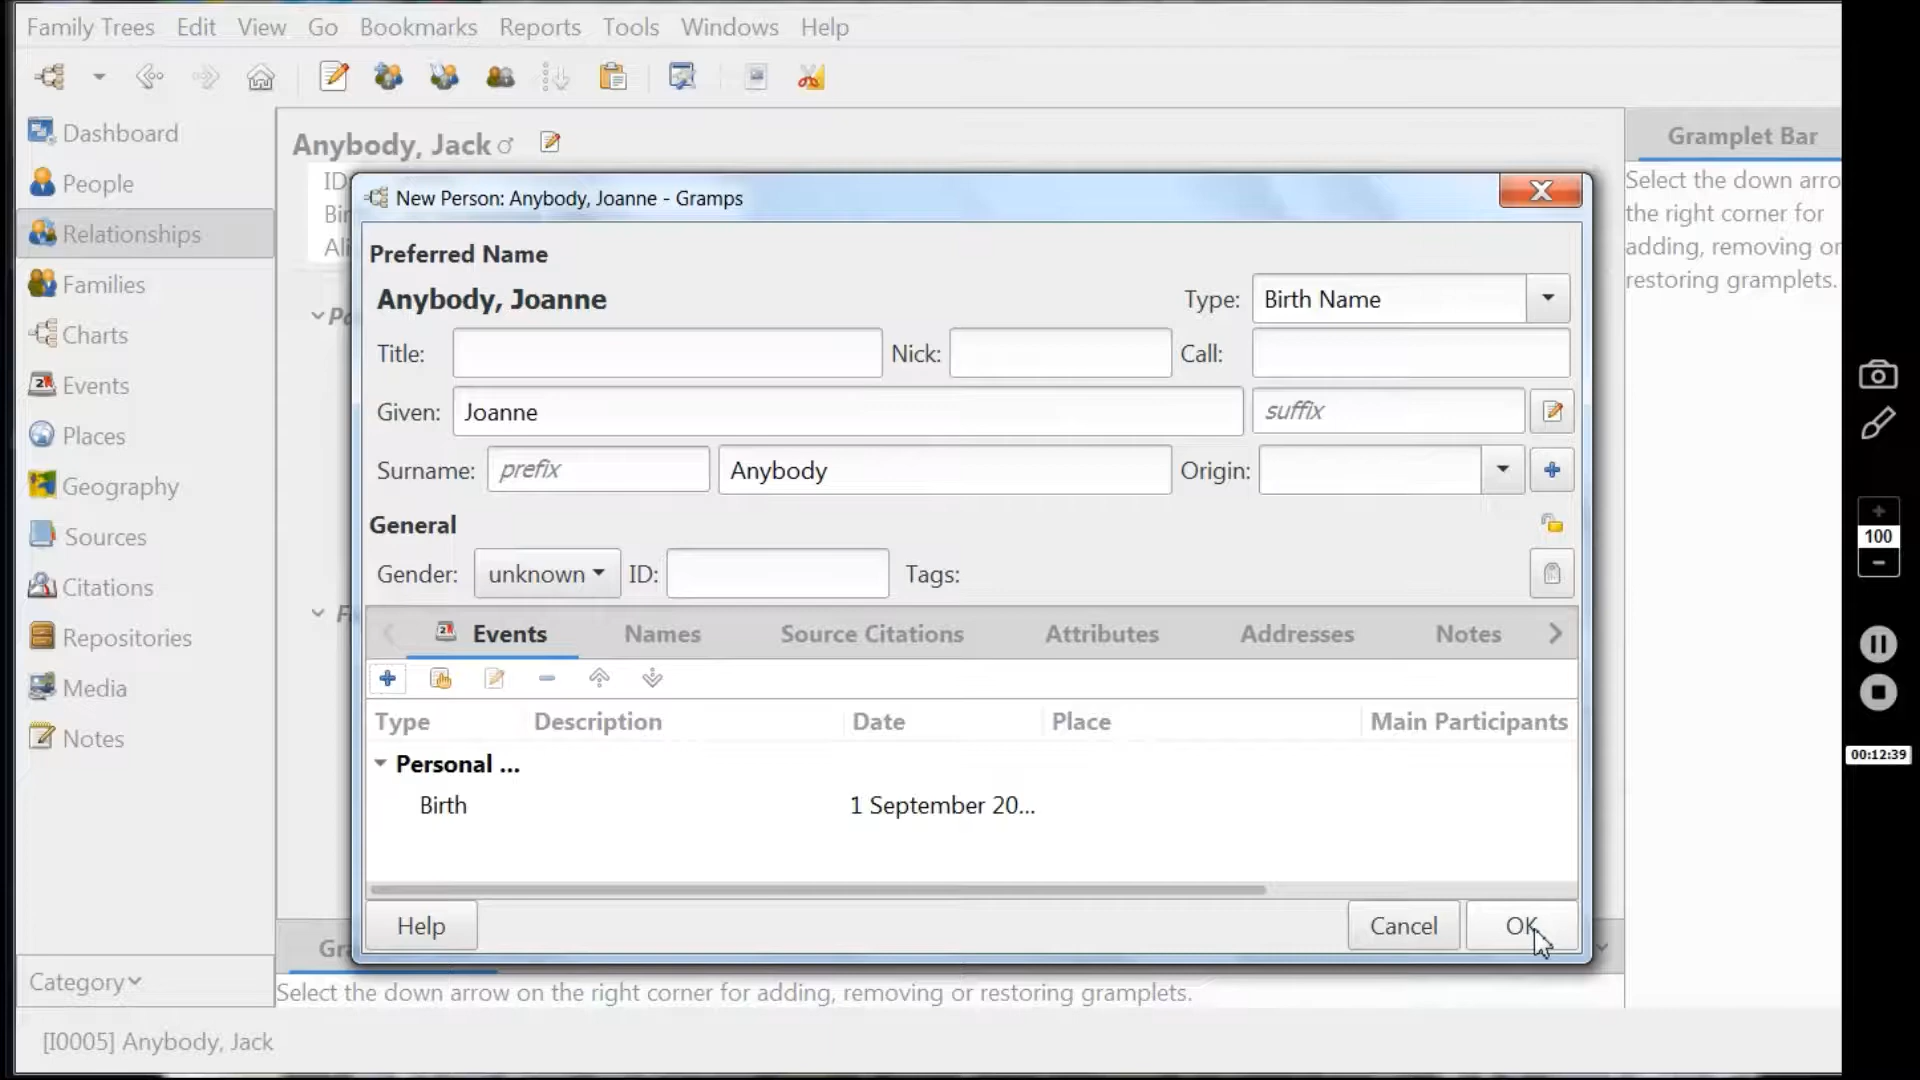 Family Trees Edit View Go Bookmarks Reports Tools Windows Help
Dashboard
People
Relationships
Families
Charts
Events
Places
Geography
Sources
Citations
Repositories
Media
Notes
Category
Anybody, Jack
ID
New Person: Anybody, Joanne - Gramps
Preferred Name
Anybody, Joanne
Type: Birth Name
Title: Nick: Call:
Given: Joanne suffix
Surname: prefix Anybody Origin:
General
Gender: unknown ID: Tags:
Events Names Source Citations Attributes Addresses Notes
Type Description Date Place Main Participants
Personal ...
Birth 1 September 20...
Help Cancel OK
Gramplet Bar
Select the down arro
the right corner for
adding, removing or
restoring gramplets.
100
00:12:39
Select the down arrow on the right corner for adding, removing or restoring gramplets.
[I0005] Anybody, Jack